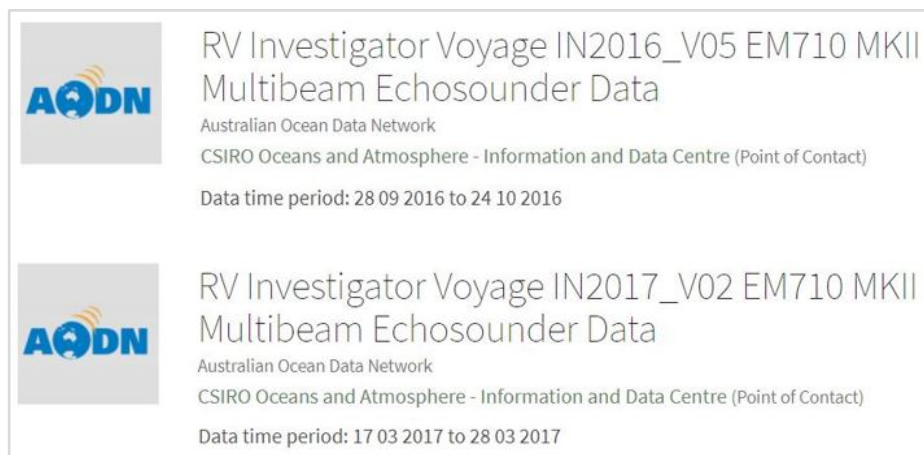 AODN
RV Investigator Voyage IN2016_V05 EM710 MKII
Multibeam Echosounder Data
Australian Ocean Data Network
CSIRO Oceans and Atmosphere - Information and Data Centre (Point of Contact)
Data time period: 28 09 2016 to 24 10 2016
AODN
RV Investigator Voyage IN2017_V02 EM710 MKII
Multibeam Echosounder Data
Australian Ocean Data Network
CSIRO Oceans and Atmosphere - Information and Data Centre (Point of Contact)
Data time period: 17 03 2017 to 28 03 2017